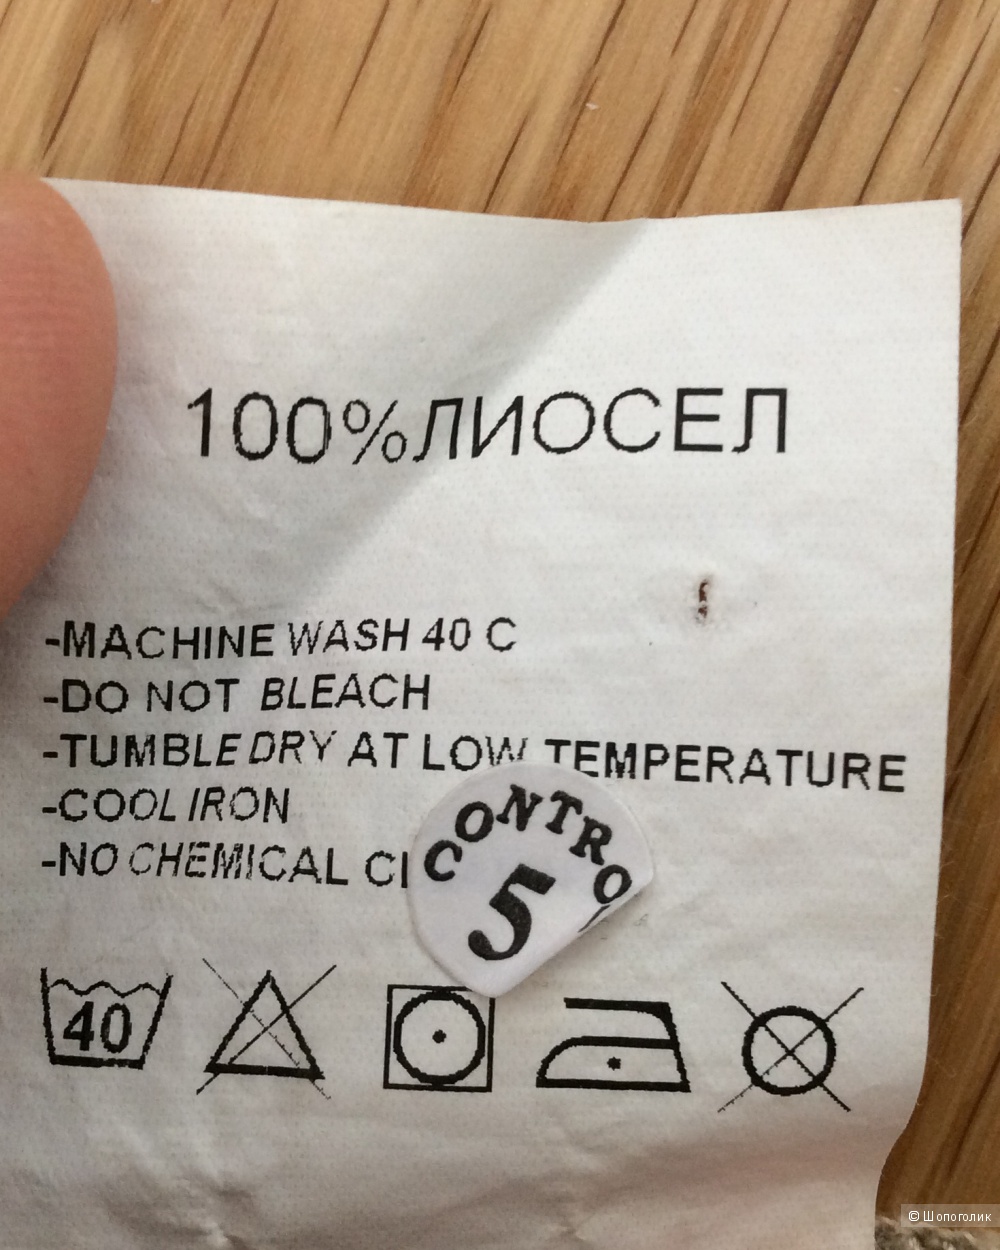 100%ЛИОСЕЛ
-MACHINE WASH 40 C
-DO NOT BLEACH
-TUMBLE DRY AT LOW TEMPERATURE
-COOL IRON
-NO CHEMICAL
CONTRO
5
40
© Шопоголик